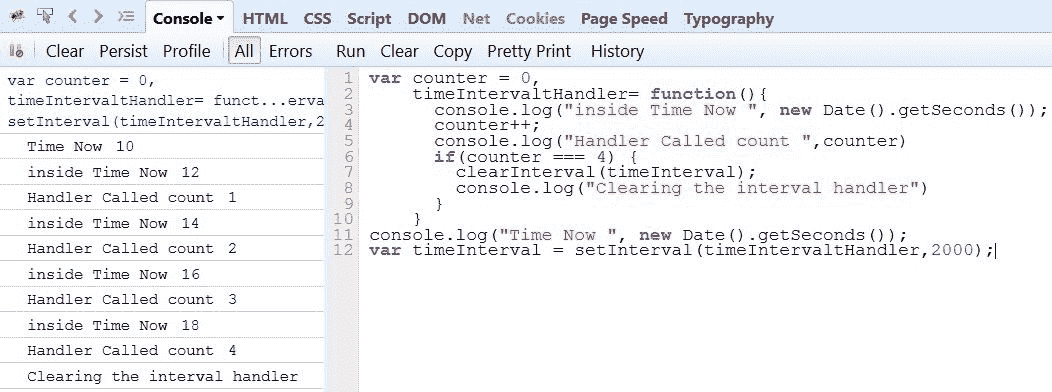 Console HTML CSS Script DOM Net Cookies Page Speed Typography
Clear Persist Profile All Errors Run Clear Copy Pretty Print History
var counter = 0,
timeIntervaltHandler= funct...erva
setInterval(timeIntervaltHandler,2
Time Now 10
inside Time Now 12
Handler Called count 1
inside Time Now 14
Handler Called count 2
inside Time Now 16
Handler Called count 3
inside Time Now 18
Handler Called count 4
Clearing the interval handler
1 var counter = 0,
2 timeIntervaltHandler= function(){
3 console.log("inside Time Now ", new Date().getSeconds());
4 counter++;
5 console.log("Handler Called count ",counter)
6 if(counter === 4) {
7 clearInterval(timeInterval);
8 console.log("Clearing the interval handler")
9 }
10 }
11 console.log("Time Now ", new Date().getSeconds());
12 var timeInterval = setInterval(timeIntervaltHandler,2000);